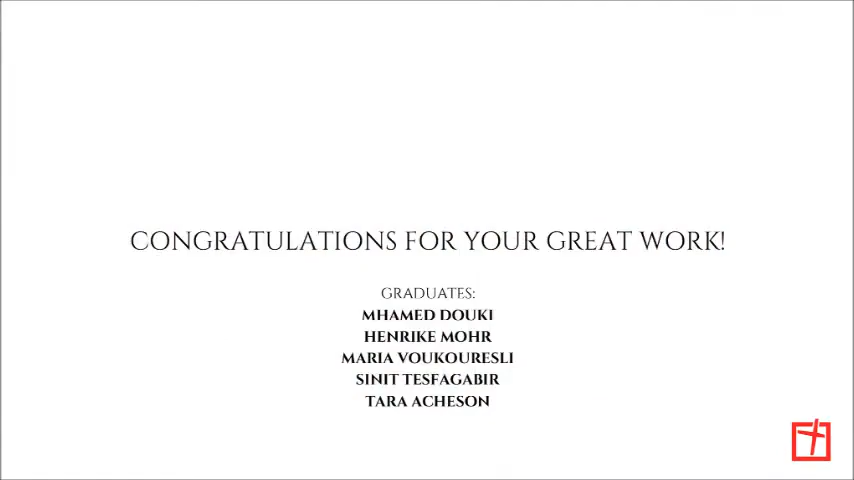 CONGRATULATIONS FOR YOUR GREAT WORK!
GRADUATES:
MHAMED DOUKI
HENRIKE MOHR
MARIA VOUKOURESLI
SINIT TESFAGABIR
TARA ACHESON